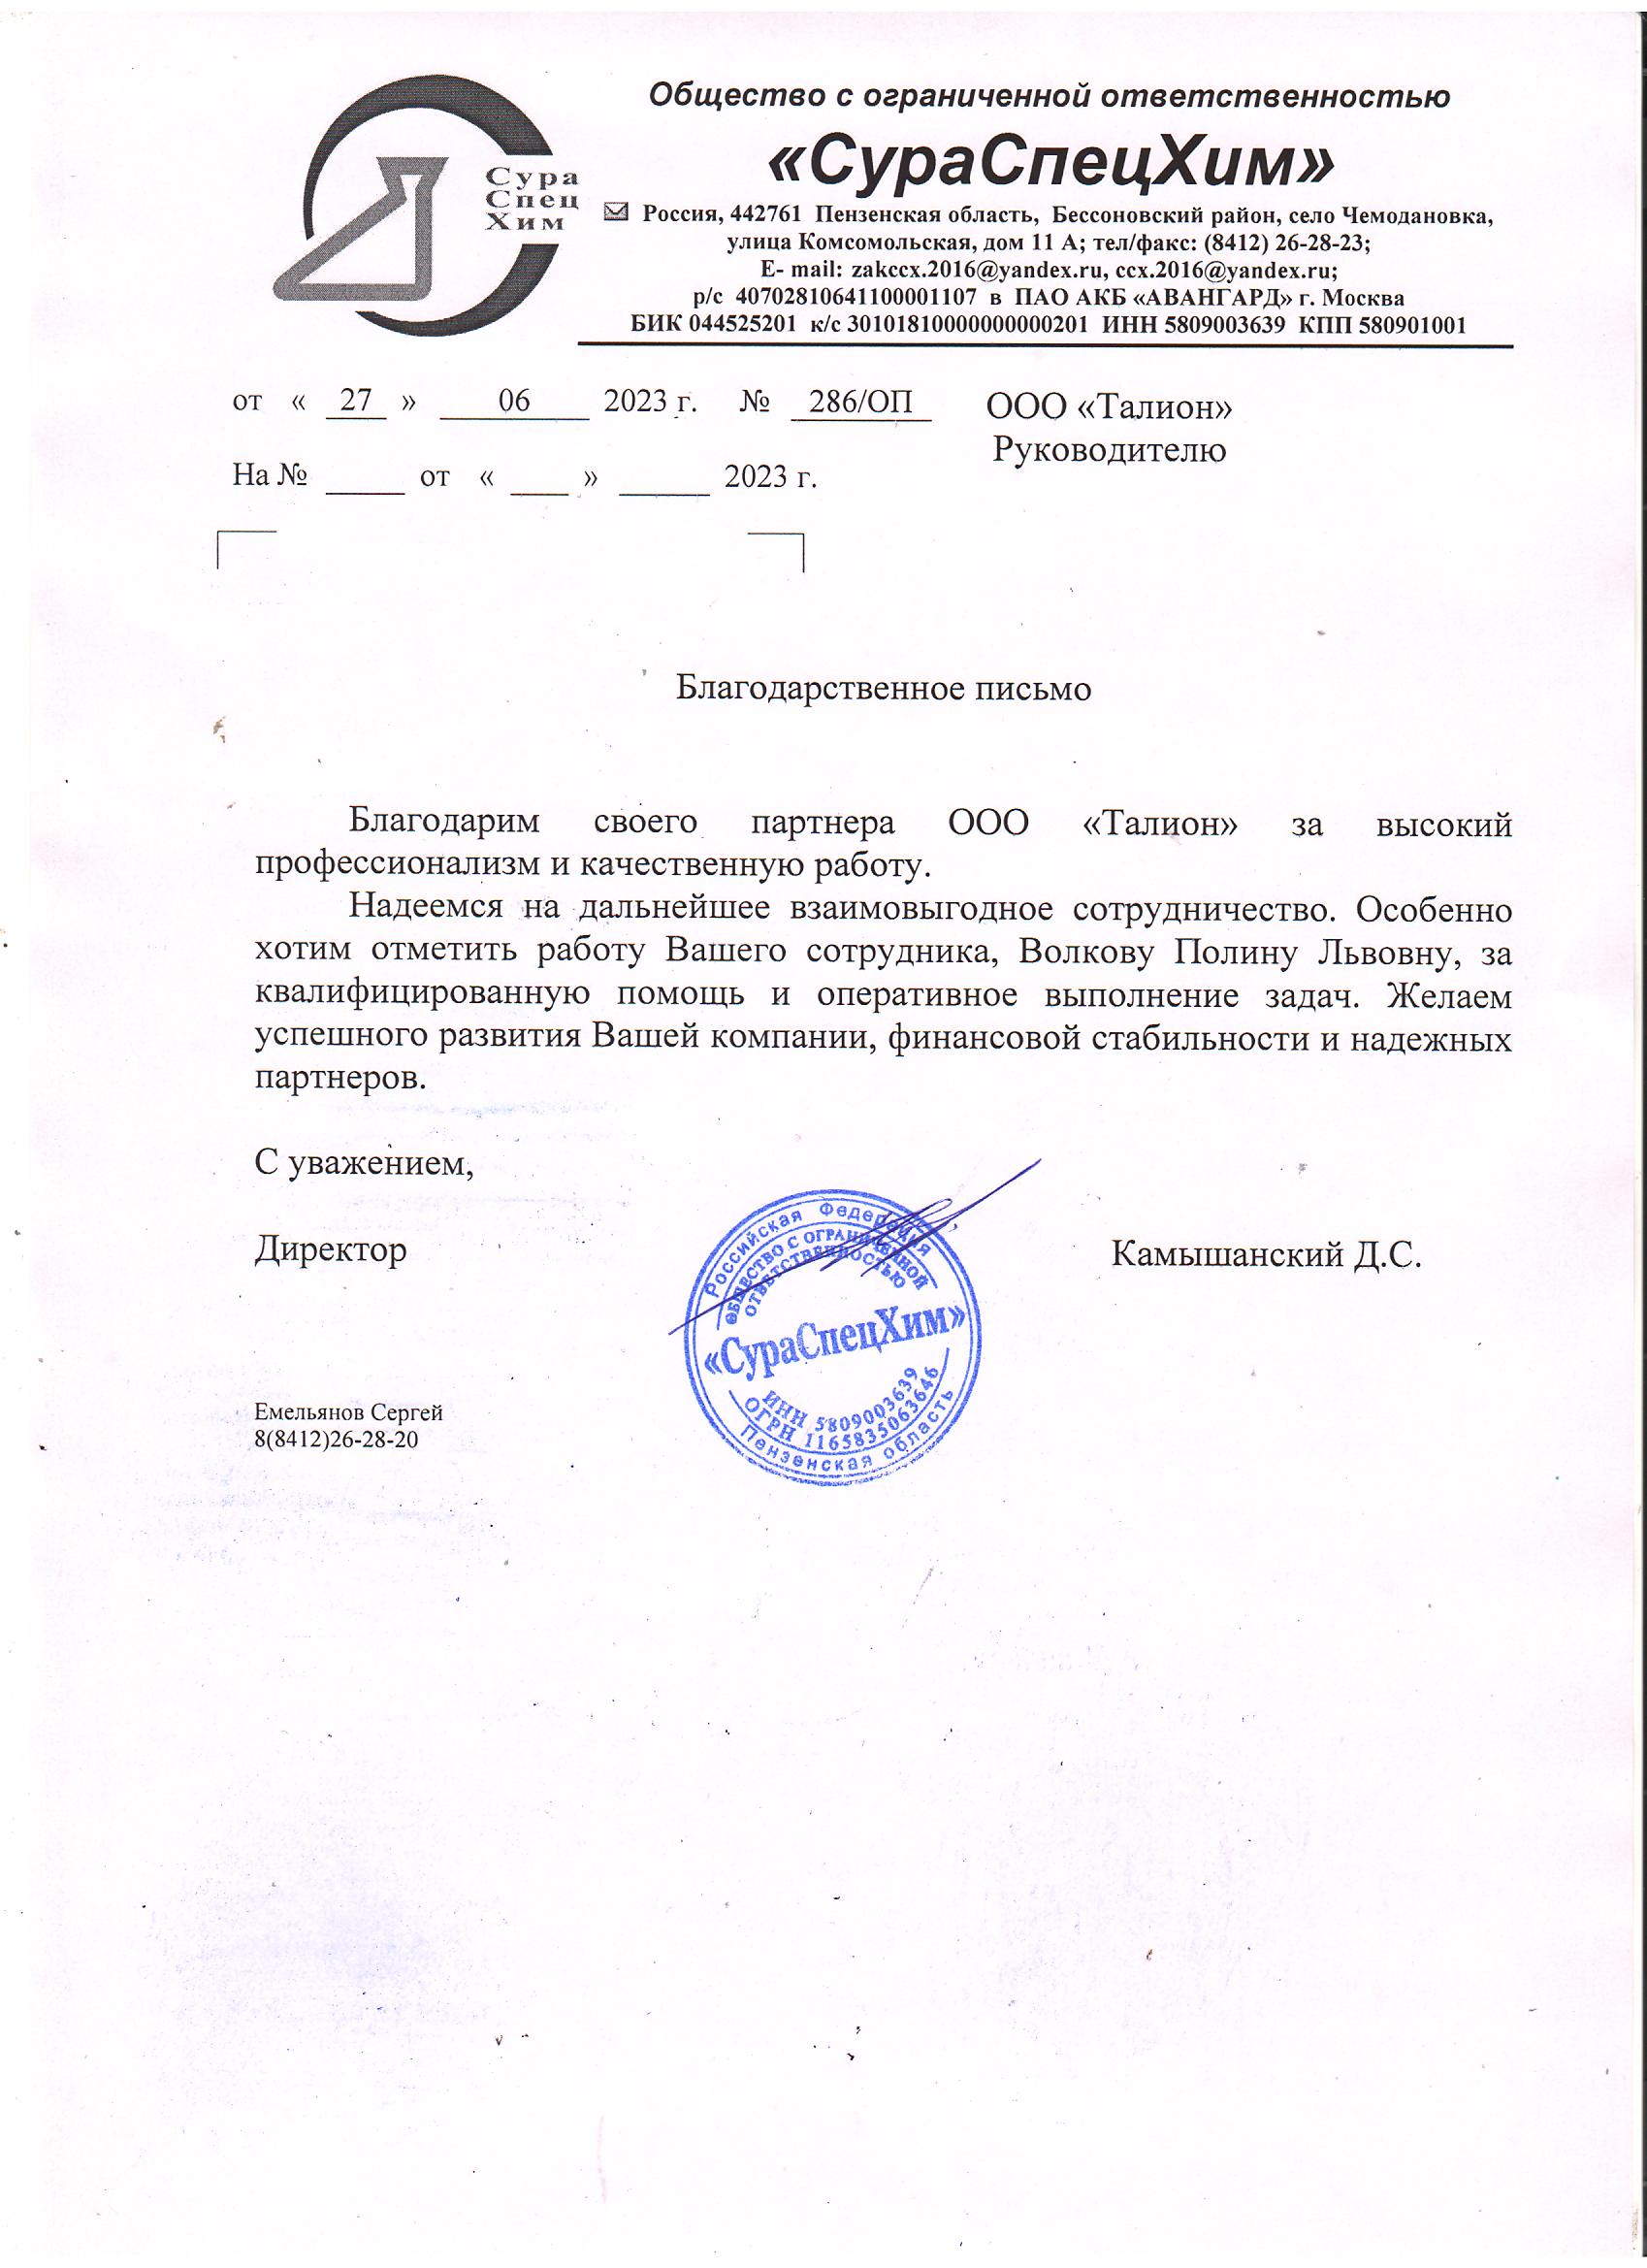 Сура
Спец
Хим
Общество с ограниченной ответственностью
«СураСпецХим»
Россия, 442761 Пензенская область, Бессоновский район, село Чемодановка,
улица Комсомольская, дом 11 А; тел/факс: (8412) 26-28-23;
E- mail: zakccx.2016@yandex.ru, ccx.2016@yandex.ru;
р/с 40702810641100001107 в ПАО АКБ «АВАНГАРД» г. Москва
БИК 044525201 к/с 30101810000000000201 ИНН 5809003639 КПП 580901001
от « 27 » 06 2023 г. № 286/ОП
ООО «Талион»
Руководителю
На № _____ от « ____ » ______ 2023 г.
Благодарственное письмо
Благодарим своего партнера ООО «Талион» за высокий
профессионализм и качественную работу.
Надеемся на дальнейшее взаимовыгодное сотрудничество. Особенно
хотим отметить работу Вашего сотрудника, Волкову Полину Львовну, за
квалифицированную помощь и оперативное выполнение задач. Желаем
успешного развития Вашей компании, финансовой стабильности и надежных
партнеров.
С уважением,
Директор
Камышанский Д.С.
Российская Федерация
ОБЩЕСТВО С ОГРАНИЧЕННОЙ
ОТВЕТСТВЕННОСТЬЮ
«СураСпецХим»
ИНН 5809003639
ОГРН 1165835063646
Пензенская область
Емельянов Сергей
8(8412)26-28-20